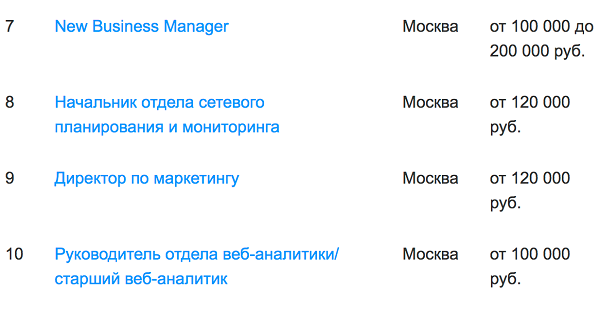 7 New Business Manager Москва от 100 000 до
200 000 руб.
8 Начальник отдела сетевого Москва от 120 000
планирования и мониторинга руб.
9 Директор по маркетингу Москва от 120 000
руб.
10 Руководитель отдела веб-аналитики/ Москва от 100 000
старший веб-аналитик руб.